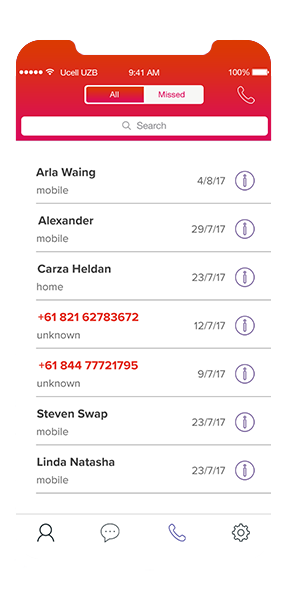 Ucell UZB 9:41 AM 100%
All Missed
Search
Arla Waing
mobile
4/8/17
Alexander
mobile
29/7/17
Carza Heldan
home
23/7/17
+61 821 62783672
unknown
12/7/17
+61 844 77721795
unknown
9/7/17
Steven Swap
mobile
23/7/17
Linda Natasha
mobile
23/7/17